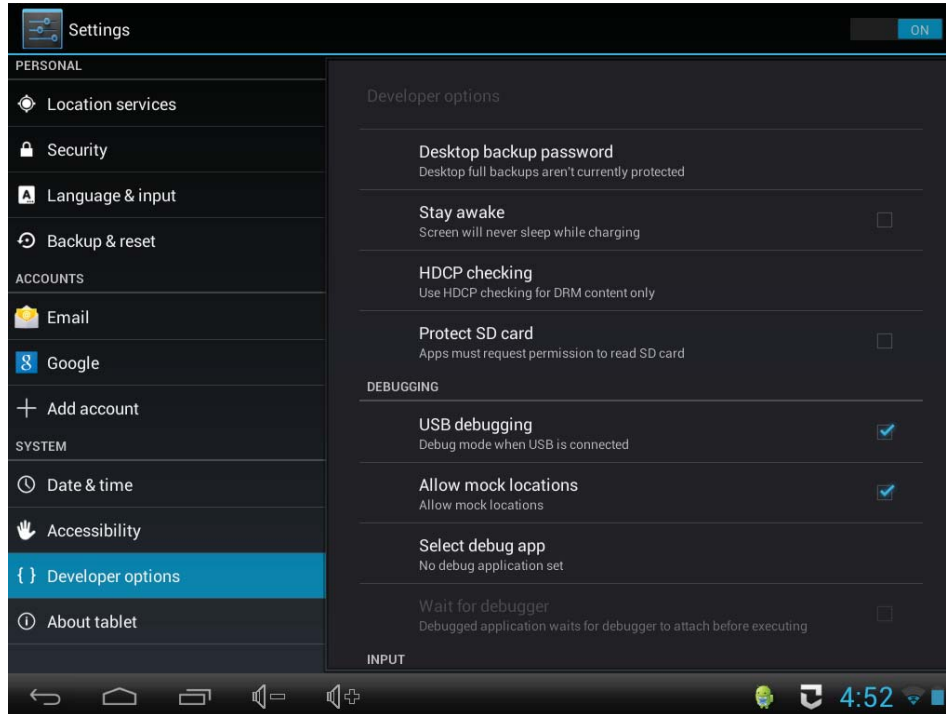 Settings
ON
PERSONAL
Location services
Security
A
Language & input
Backup & reset
ACCOUNTS
Email
8
Google
Add account
SYSTEM
Date & time
Accessibility
{ } Developer options
About tablet
Developer options
Desktop backup password
Desktop full backups aren't currently protected
Stay awake
Screen will never sleep while charging
HDCP checking
Use HDCP checking for DRM content only
Protect SD card
Apps must request permission to read SD card
DEBUGGING
USB debugging
Debug mode when USB is connected
Allow mock locations
Allow mock locations
Select debug app
No debug application set
Wait for debugger
Debugged application waits for debugger to attach before executing
INPUT
4:52